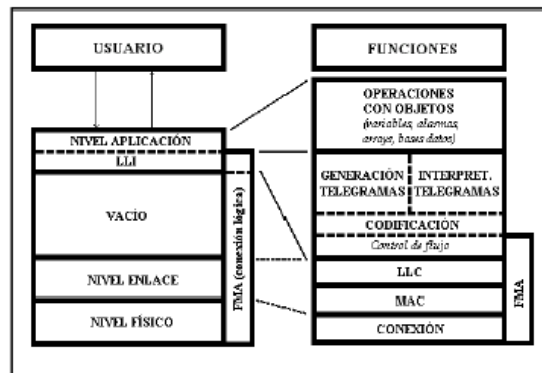 USUARIO
NIVEL APLICACIÓN
LLI
VACÍO
NIVEL ENLACE
NIVEL FÍSICO
FMA (conexión lógica)
FUNCIONES
OPERACIONES
CON OBJETOS
(variables, alarmas,
arrays, bases datos)
GENERACIÓN
TELEGRAMAS
INTERPRET.
TELEGRAMAS
CODIFICACIÓN
Control de flujo
LLC
MAC
CONEXIÓN
FMA